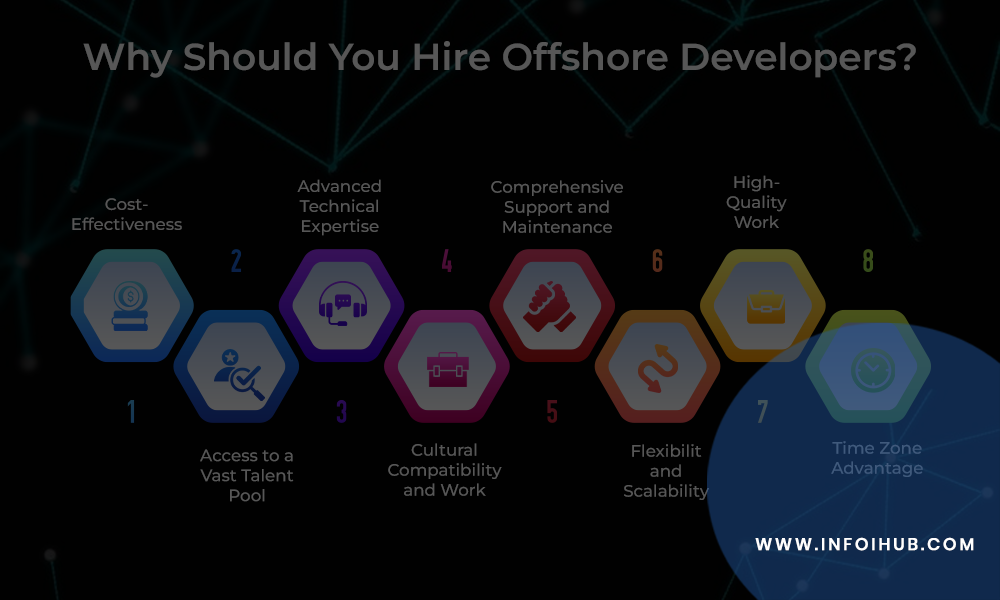 Why Should You Hire Offshore Developers?
Cost-
Effectiveness
1
2
Access to a
Vast Talent
Pool
Advanced
Technical
Expertise
3
4
Cultural
Compatibility
and Work
Comprehensive
Support and
Maintenance
5
6
Flexibilit
and
Scalability
High-
Quality
Work
7
8
Time Zone
Advantage
WWW.INFOIHUB.COM